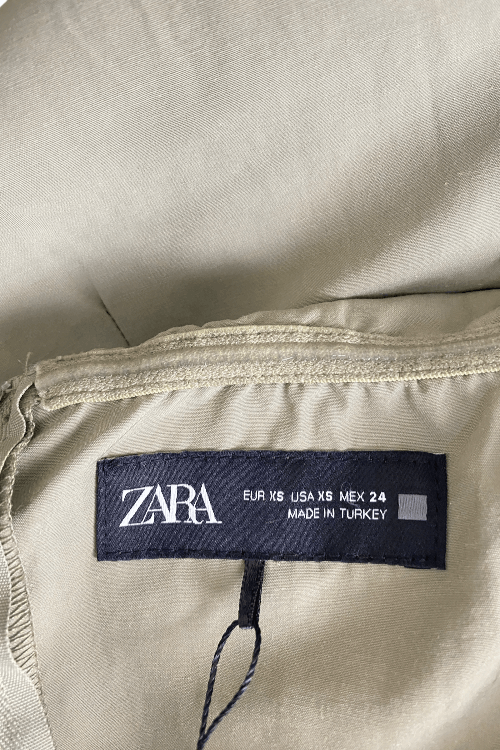 ZARA
EUR XS USA XS MEX 24
MADE IN TURKEY